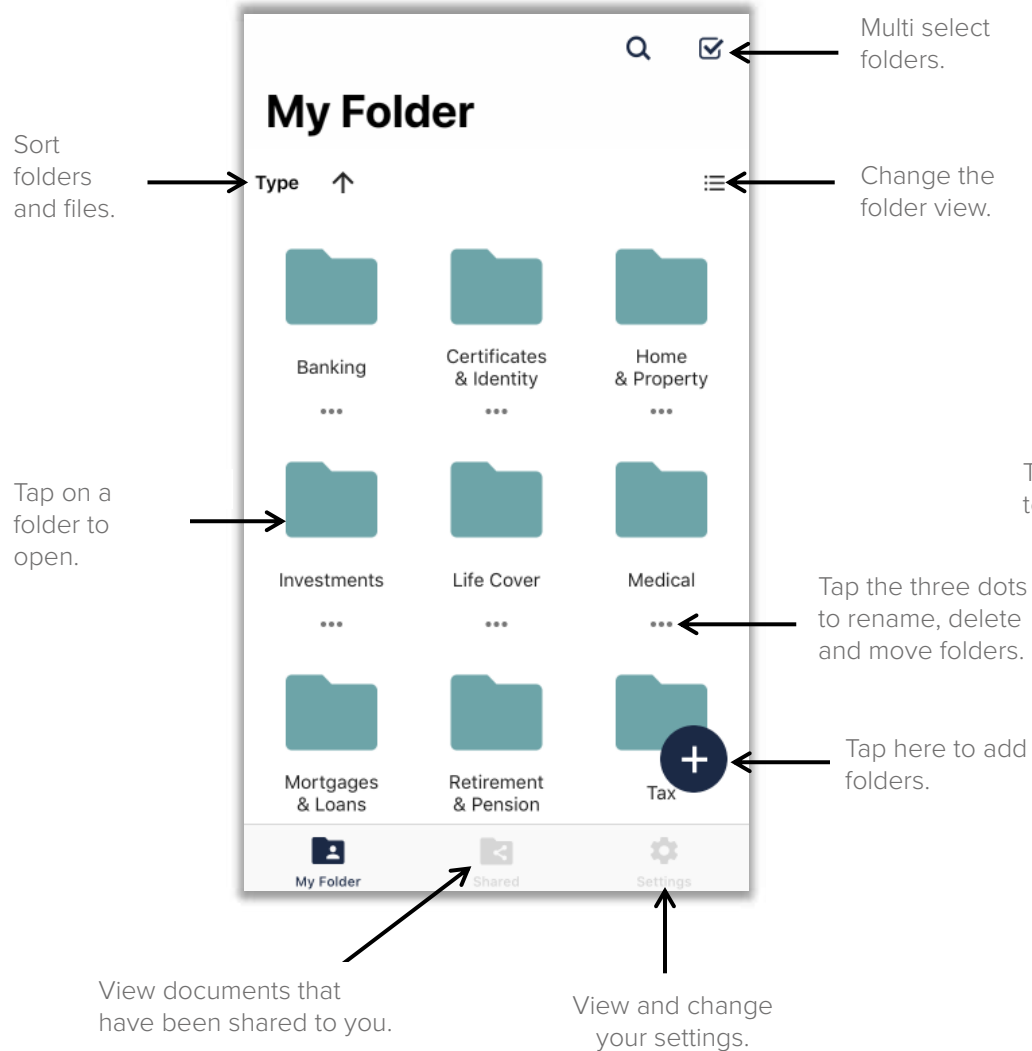 Multi select
folders.
My Folder
Sort
folders
and files.
Type
Change the
folder view.
Banking
Certificates
& Identity
Home
& Property
•••
•••
•••
Tap on a
folder to
open.
Investments
Life Cover
Medical
•••
•••
•••
Tap the three dots
to rename, delete
and move folders.
Tap here to add
folders.
Mortgages
& Loans
Retirement
& Pension
Tax
My Folder
Shared
Settings
View documents that
have been shared to you.
View and change
your settings.